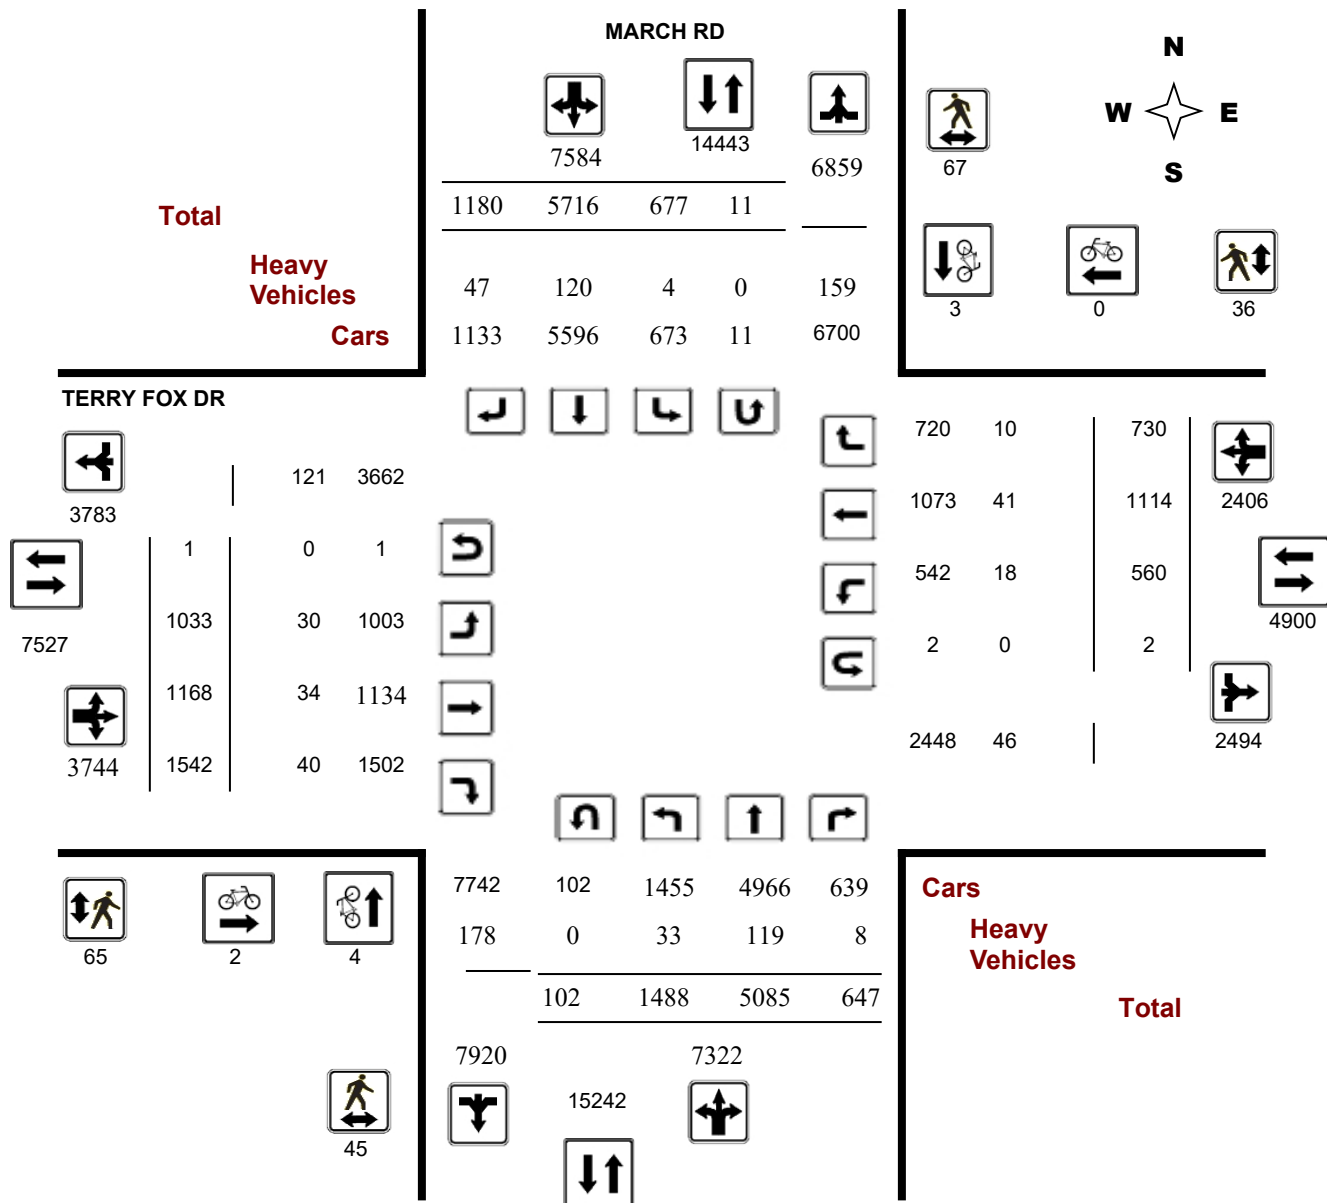 MARCH RD
N
W E
S
7584 14443 6859 67
Total 1180 5716 677 11
Heavy
Vehicles 47 120 4 0 159
3 0 36
Cars 1133 5596 673 11 6700
TERRY FOX DR
720 10 730
121 3662
3783
1073 41 1114 2406
1 0 1
542 18 560
4900
1033 30 1003
7527
2 0 2
1168 34 1134
2448 46 2494
3744 1542 40 1502
7742 102 1455 4966 639 Cars
178 0 33 119 8 Heavy
Vehicles
65 2 4
102 1488 5085 647 Total
7920 7322
15242
45